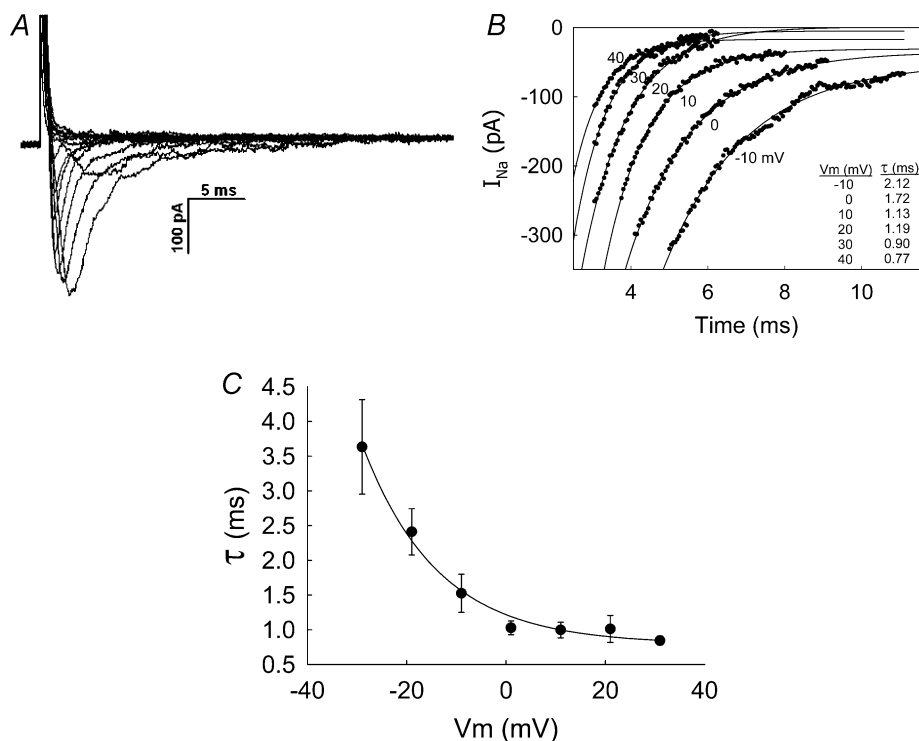 A
5 ms
100 pA
B
0
-100
-200
-300
I_Na (pA)
40
30
20
10
0
-10 mV
Vm (mV) τ (ms)
-10 2.12
0 1.72
10 1.13
20 1.19
30 0.90
40 0.77
4 6 8 10
Time (ms)
C
4.5
4.0
3.5
3.0
2.5
2.0
1.5
1.0
0.5
τ (ms)
-40 -20 0 20 40
Vm (mV)